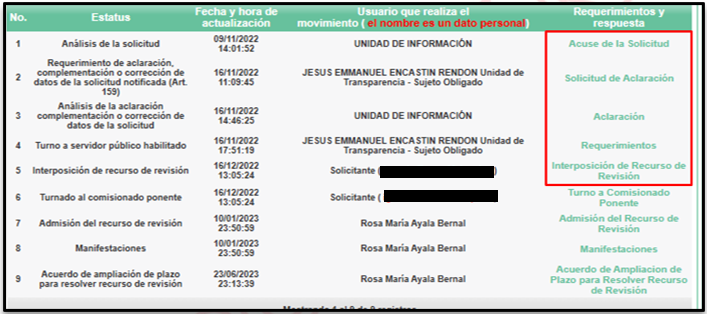 No. Estatus Fecha y hora de actualización Usuario que realiza el movimiento ( el nombre es un dato personal) Requerimientos y respuesta
1 Análisis de la solicitud 09/11/2022 14:01:52 UNIDAD DE INFORMACIÓN Acuse de la Solicitud
2 Requerimiento de aclaración, complementación o corrección de datos de la solicitud notificada (Art. 159) 16/11/2022 11:09:45 JESUS EMMANUEL ENCASTIN RENDON Unidad de Transparencia - Sujeto Obligado Solicitud de Aclaración
3 Análisis de la aclaración complementación o corrección de datos de la solicitud 16/11/2022 14:46:25 UNIDAD DE INFORMACIÓN Aclaración
4 Turno a servidor público habilitado 16/11/2022 17:51:19 JESUS EMMANUEL ENCASTIN RENDON Unidad de Transparencia - Sujeto Obligado Requerimientos
5 Interposición de recurso de revisión 16/12/2022 13:05:24 Solicitante ( ) Interposición de Recurso de Revisión
6 Turnado al comisionado ponente 16/12/2022 13:05:24 Solicitante ( Turno a Comisionado Ponente
7 Admisión del recurso de revisión 10/01/2023 23:50:59 Rosa María Ayala Bernal Admisión del Recurso de Revisión
8 Manifestaciones 10/01/2023 23:50:59 Rosa María Ayala Bernal Manifestaciones
9 Acuerdo de ampliación de plazo para resolver recurso de revisión 23/06/2023 23:13:39 Rosa María Ayala Bernal Acuerdo de Ampliacion de Plazo para Resolver Recurso de Revisión